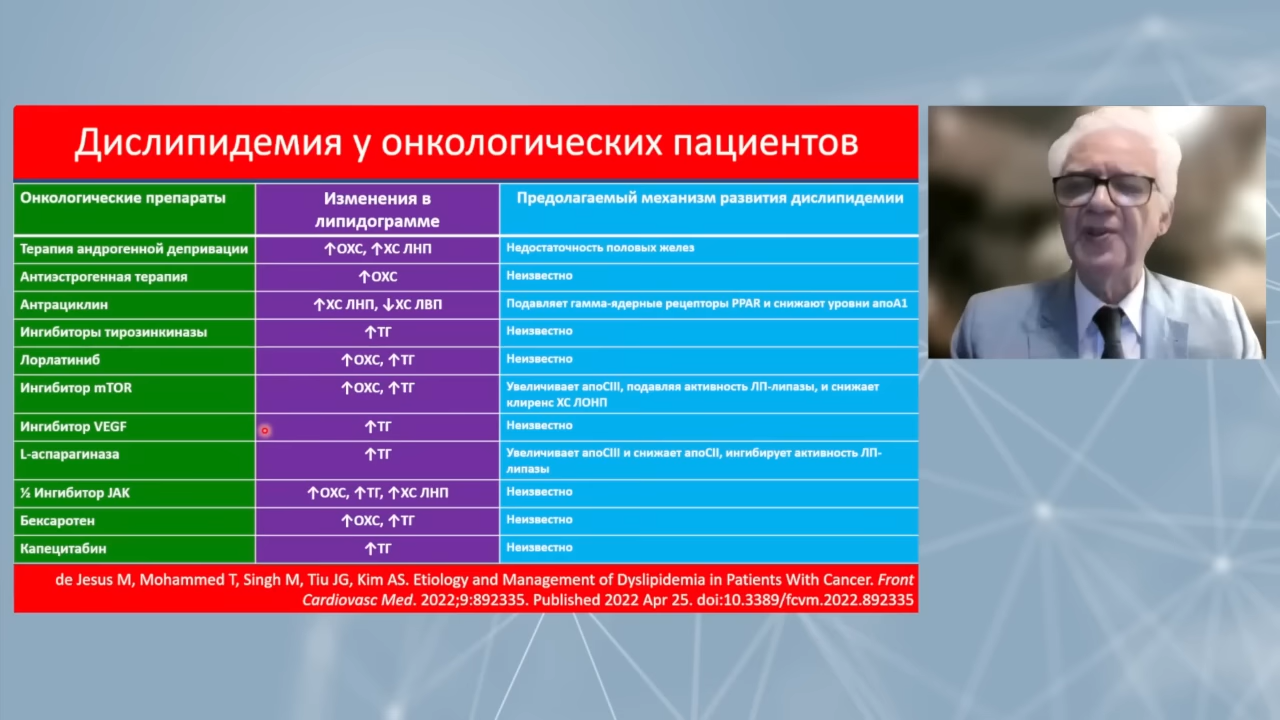 Дислипидемия у онкологических пациентов
Онкологические препараты
Изменения в
липидограмме
Предолагаемый механизм развития дислипидемии
Терапия андрогенной депривации
↑ОХС, ↑ХС ЛНП
Недостаточность половых желез
Антиэстрогенная терапия
↑ОХС
Неизвестно
Антрациклин
↑ХС ЛНП, ↓ХС ЛВП
Подавляет гамма-ядерные рецепторы PPAR и снижают уровни апоА1
Ингибиторы тирозинкиназы
↑ТГ
Неизвестно
Лорлатиниб
↑ОХС, ↑ТГ
Неизвестно
Ингибитор mTOR
↑ОХС, ↑ТГ
Увеличивает апоCIII, подавляя активность ЛП-липазы, и снижает
клиренс ХС ЛОНП
Ингибитор VEGF
↑ТГ
Неизвестно
L-аспарагиназа
↑ТГ
Увеличивает апоCIII и снижает апоCII, ингибирует активность ЛП-
липазы
½ Ингибитор JAK
↑ОХС, ↑ТГ, ↑ХС ЛНП
Неизвестно
Бексаротен
↑ОХС, ↑ТГ
Неизвестно
Капецитабин
↑ТГ
Неизвестно
de Jesus M, Mohammed T, Singh M, Tiu JG, Kim AS. Etiology and Management of Dyslipidemia in Patients With Cancer. Front
Cardiovasc Med. 2022;9:892335. Published 2022 Apr 25. doi:10.3389/fcvm.2022.892335